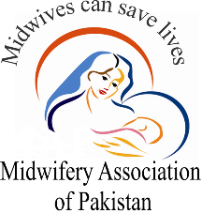 Midwives can save lives
Midwifery Association
of Pakistan